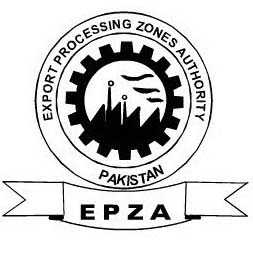 EXPORT PROCESSING ZONES AUTHORITY
PAKISTAN
EPZA